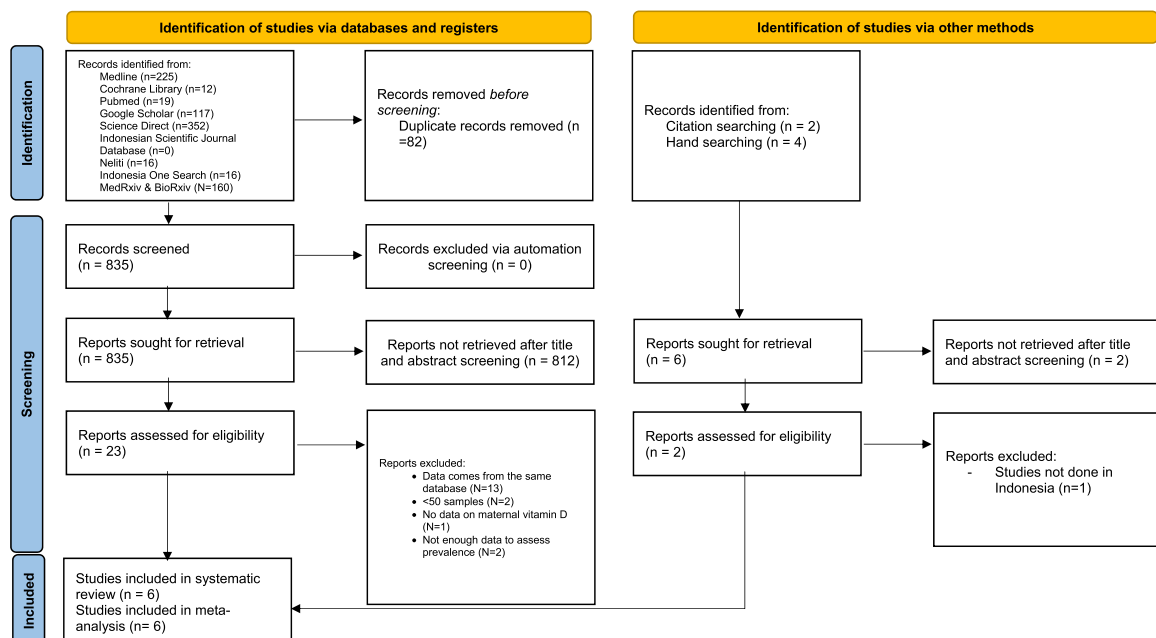 Identification of studies via databases and registers
Identification of studies via other methods
Identification
Records identified from:
Medline (n=225)
Cochrane Library (n=12)
Pubmed (n=19)
Google Scholar (n=117)
Science Direct (n=352)
Indonesian Scientific Journal
Database (n=0)
Neliti (n=16)
Indonesia One Search (n=16)
MedRxiv & BioRxiv (N=160)
Records removed before
screening:
Duplicate records removed (n
=82)
Records identified from:
Citation searching (n = 2)
Hand searching (n = 4)
Screening
Records screened
(n = 835)
Records excluded via automation
screening (n = 0)
Reports sought for retrieval
(n = 835)
Reports not retrieved after title
and abstract screening (n = 812)
Reports sought for retrieval
(n = 6)
Reports not retrieved after title
and abstract screening (n = 2)
Reports assessed for eligibility
(n = 23)
Reports excluded:
• Data comes from the same
database (N=13)
• <50 samples (N=2)
• No data on maternal vitamin D
(N=1)
• Not enough data to assess
prevalence (N=2)
Reports assessed for eligibility
(n = 2)
Reports excluded:
- Studies not done in
Indonesia (n=1)
Included
Studies included in systematic
review (n = 6)
Studies included in meta-
analysis (n= 6)